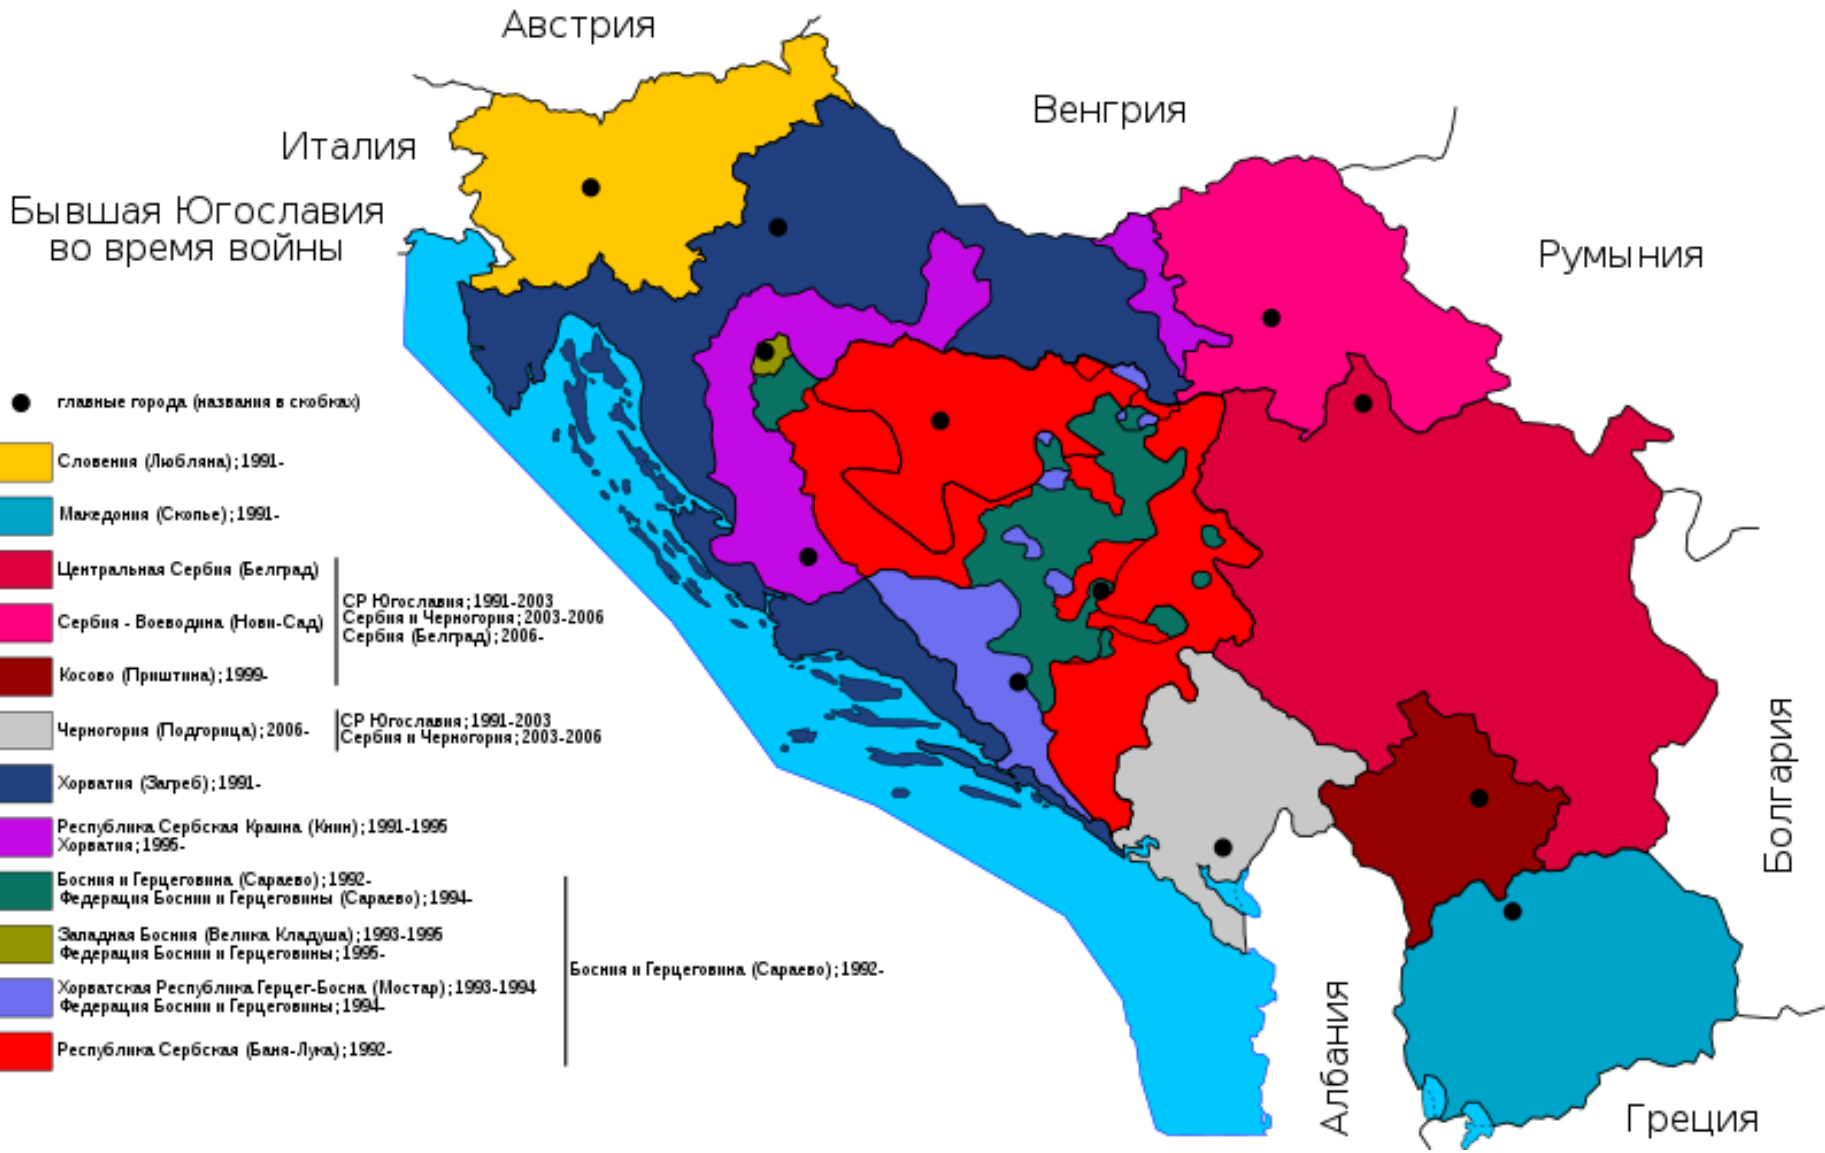 Австрия
Венгрия
Италия
Бывшая Югославия
во время войны
Румыния
главные города (названия в скобках)
Словения (Любляна); 1991-
Македония (Скопье); 1991-
Центральная Сербия (Белград)
Сербия - Воеводина (Нови-Сад)
Косово (Приштина); 1999-
СР Югославия; 1991-2003
Сербия и Черногория; 2003-2006
Сербия (Белград); 2006-
Черногория (Подгорица); 2006-
СР Югославия; 1991-2003
Сербия и Черногория; 2003-2006
Хорватия (Загреб); 1991-
Республика Сербская Краина (Книн); 1991-1995
Хорватия; 1995-
Босния и Герцеговина (Сараево); 1992-
Федерация Боснии и Герцеговины (Сараево); 1994-
Западная Босния (Велика Кладуша); 1993-1995
Федерация Боснии и Герцеговины; 1995-
Хорватская Республика Герцег-Босна (Мостар); 1993-1994
Федерация Боснии и Герцеговины; 1994-
Республика Сербская (Баня-Лука); 1992-
Босния и Герцеговина (Сараево); 1992-
Болгария
Албания
Греция